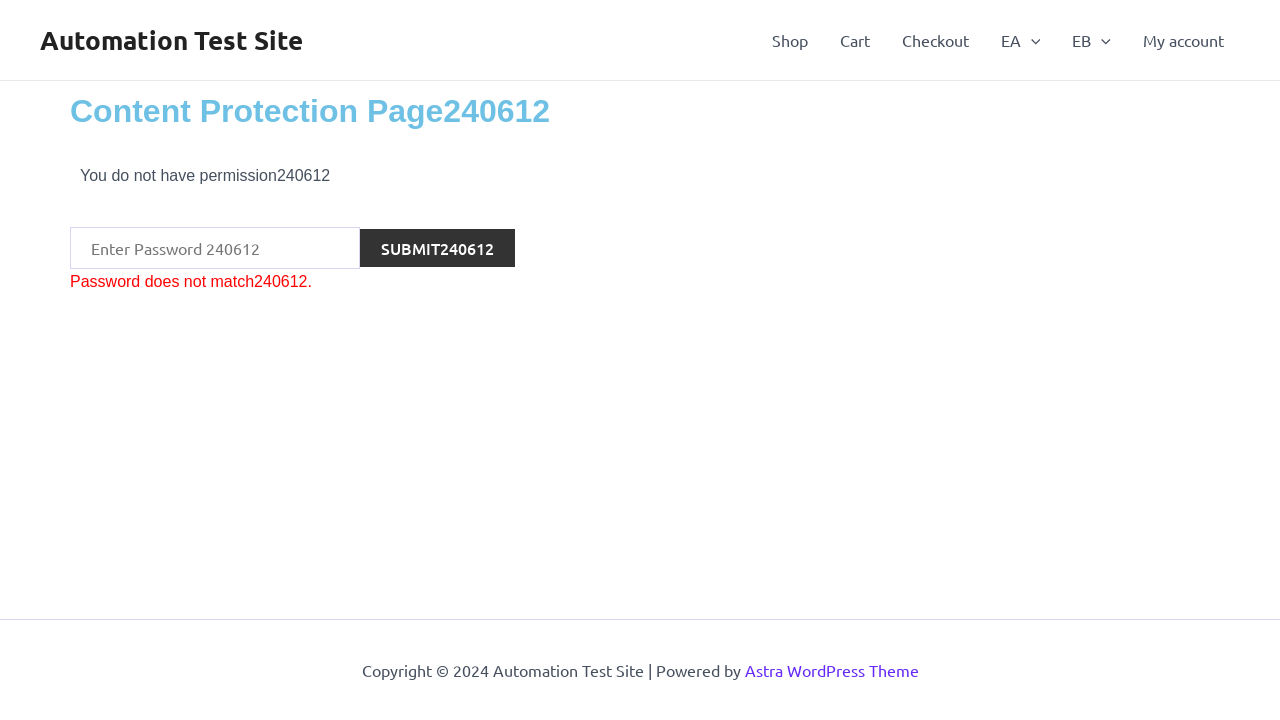 Automation Test Site
Shop Cart Checkout EA EB My account
Content Protection Page240612
You do not have permission240612
Enter Password 240612 SUBMIT240612
Password does not match240612.
Copyright © 2024 Automation Test Site | Powered by Astra WordPress Theme